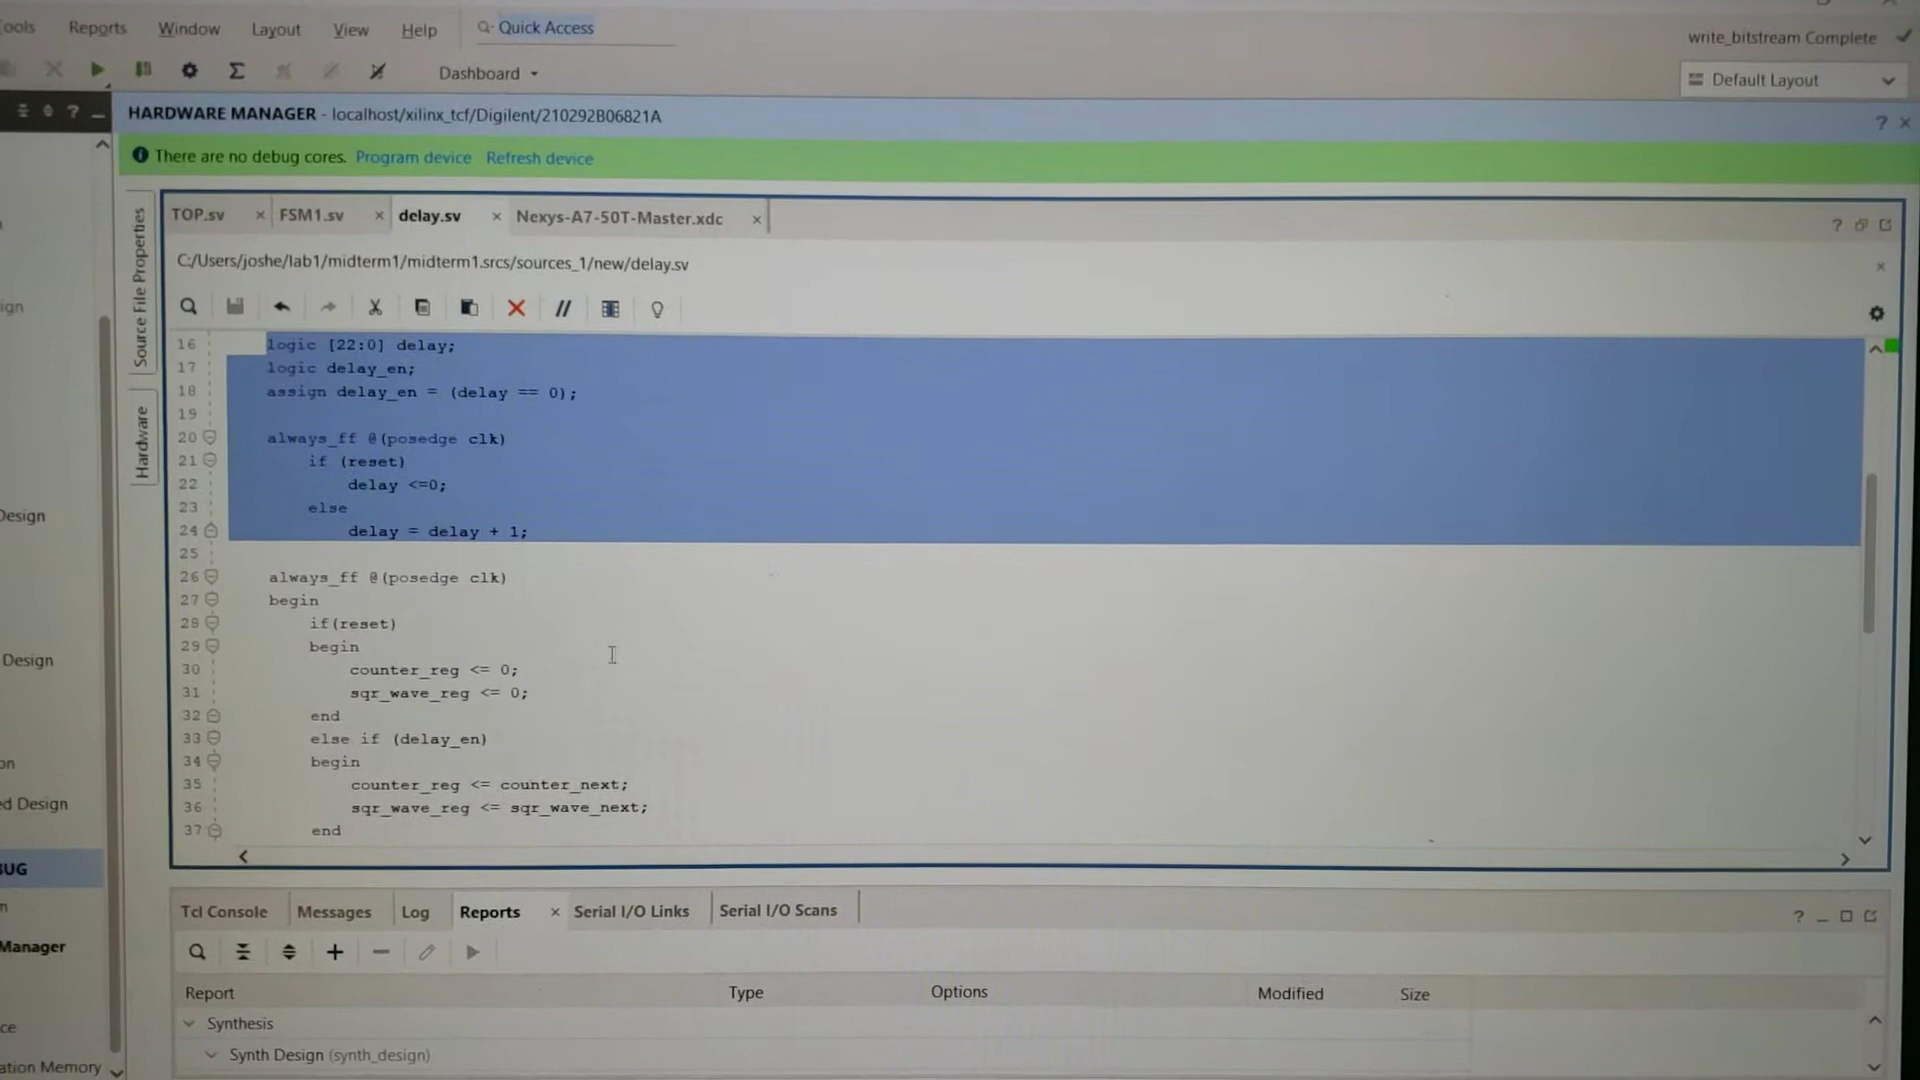 Tools Reports Window Layout View Help Quick Access
write_bitstream Complete
Dashboard
Default Layout
HARDWARE MANAGER - localhost/xilinx_tcf/Digilent/210292B06821A
There are no debug cores. Program device Refresh device
TOP.sv FSM1.sv delay.sv Nexys-A7-50T-Master.xdc
C:/Users/joshe/lab1/midterm1/midterm1.srcs/sources_1/new/delay.sv
Source File Properties
Hardware
16 logic [22:0] delay;
17 logic delay_en;
18 assign delay_en = (delay == 0);
19
20 always_ff @(posedge clk)
21 if (reset)
22 delay <=0;
23 else
24 delay = delay + 1;
25
26 always_ff @(posedge clk)
27 begin
28 if(reset)
29 begin
30 counter_reg <= 0;
31 sqr_wave_reg <= 0;
32 end
33 else if (delay_en)
34 begin
35 counter_reg <= counter_next;
36 sqr_wave_reg <= sqr_wave_next;
37 end
ign
Design
Design
on
ed Design
BUG
n
Manager
ce
ation Memory
Tcl Console Messages Log Reports Serial I/O Links Serial I/O Scans
Report Type Options Modified Size
Synthesis
Synth Design (synth_design)